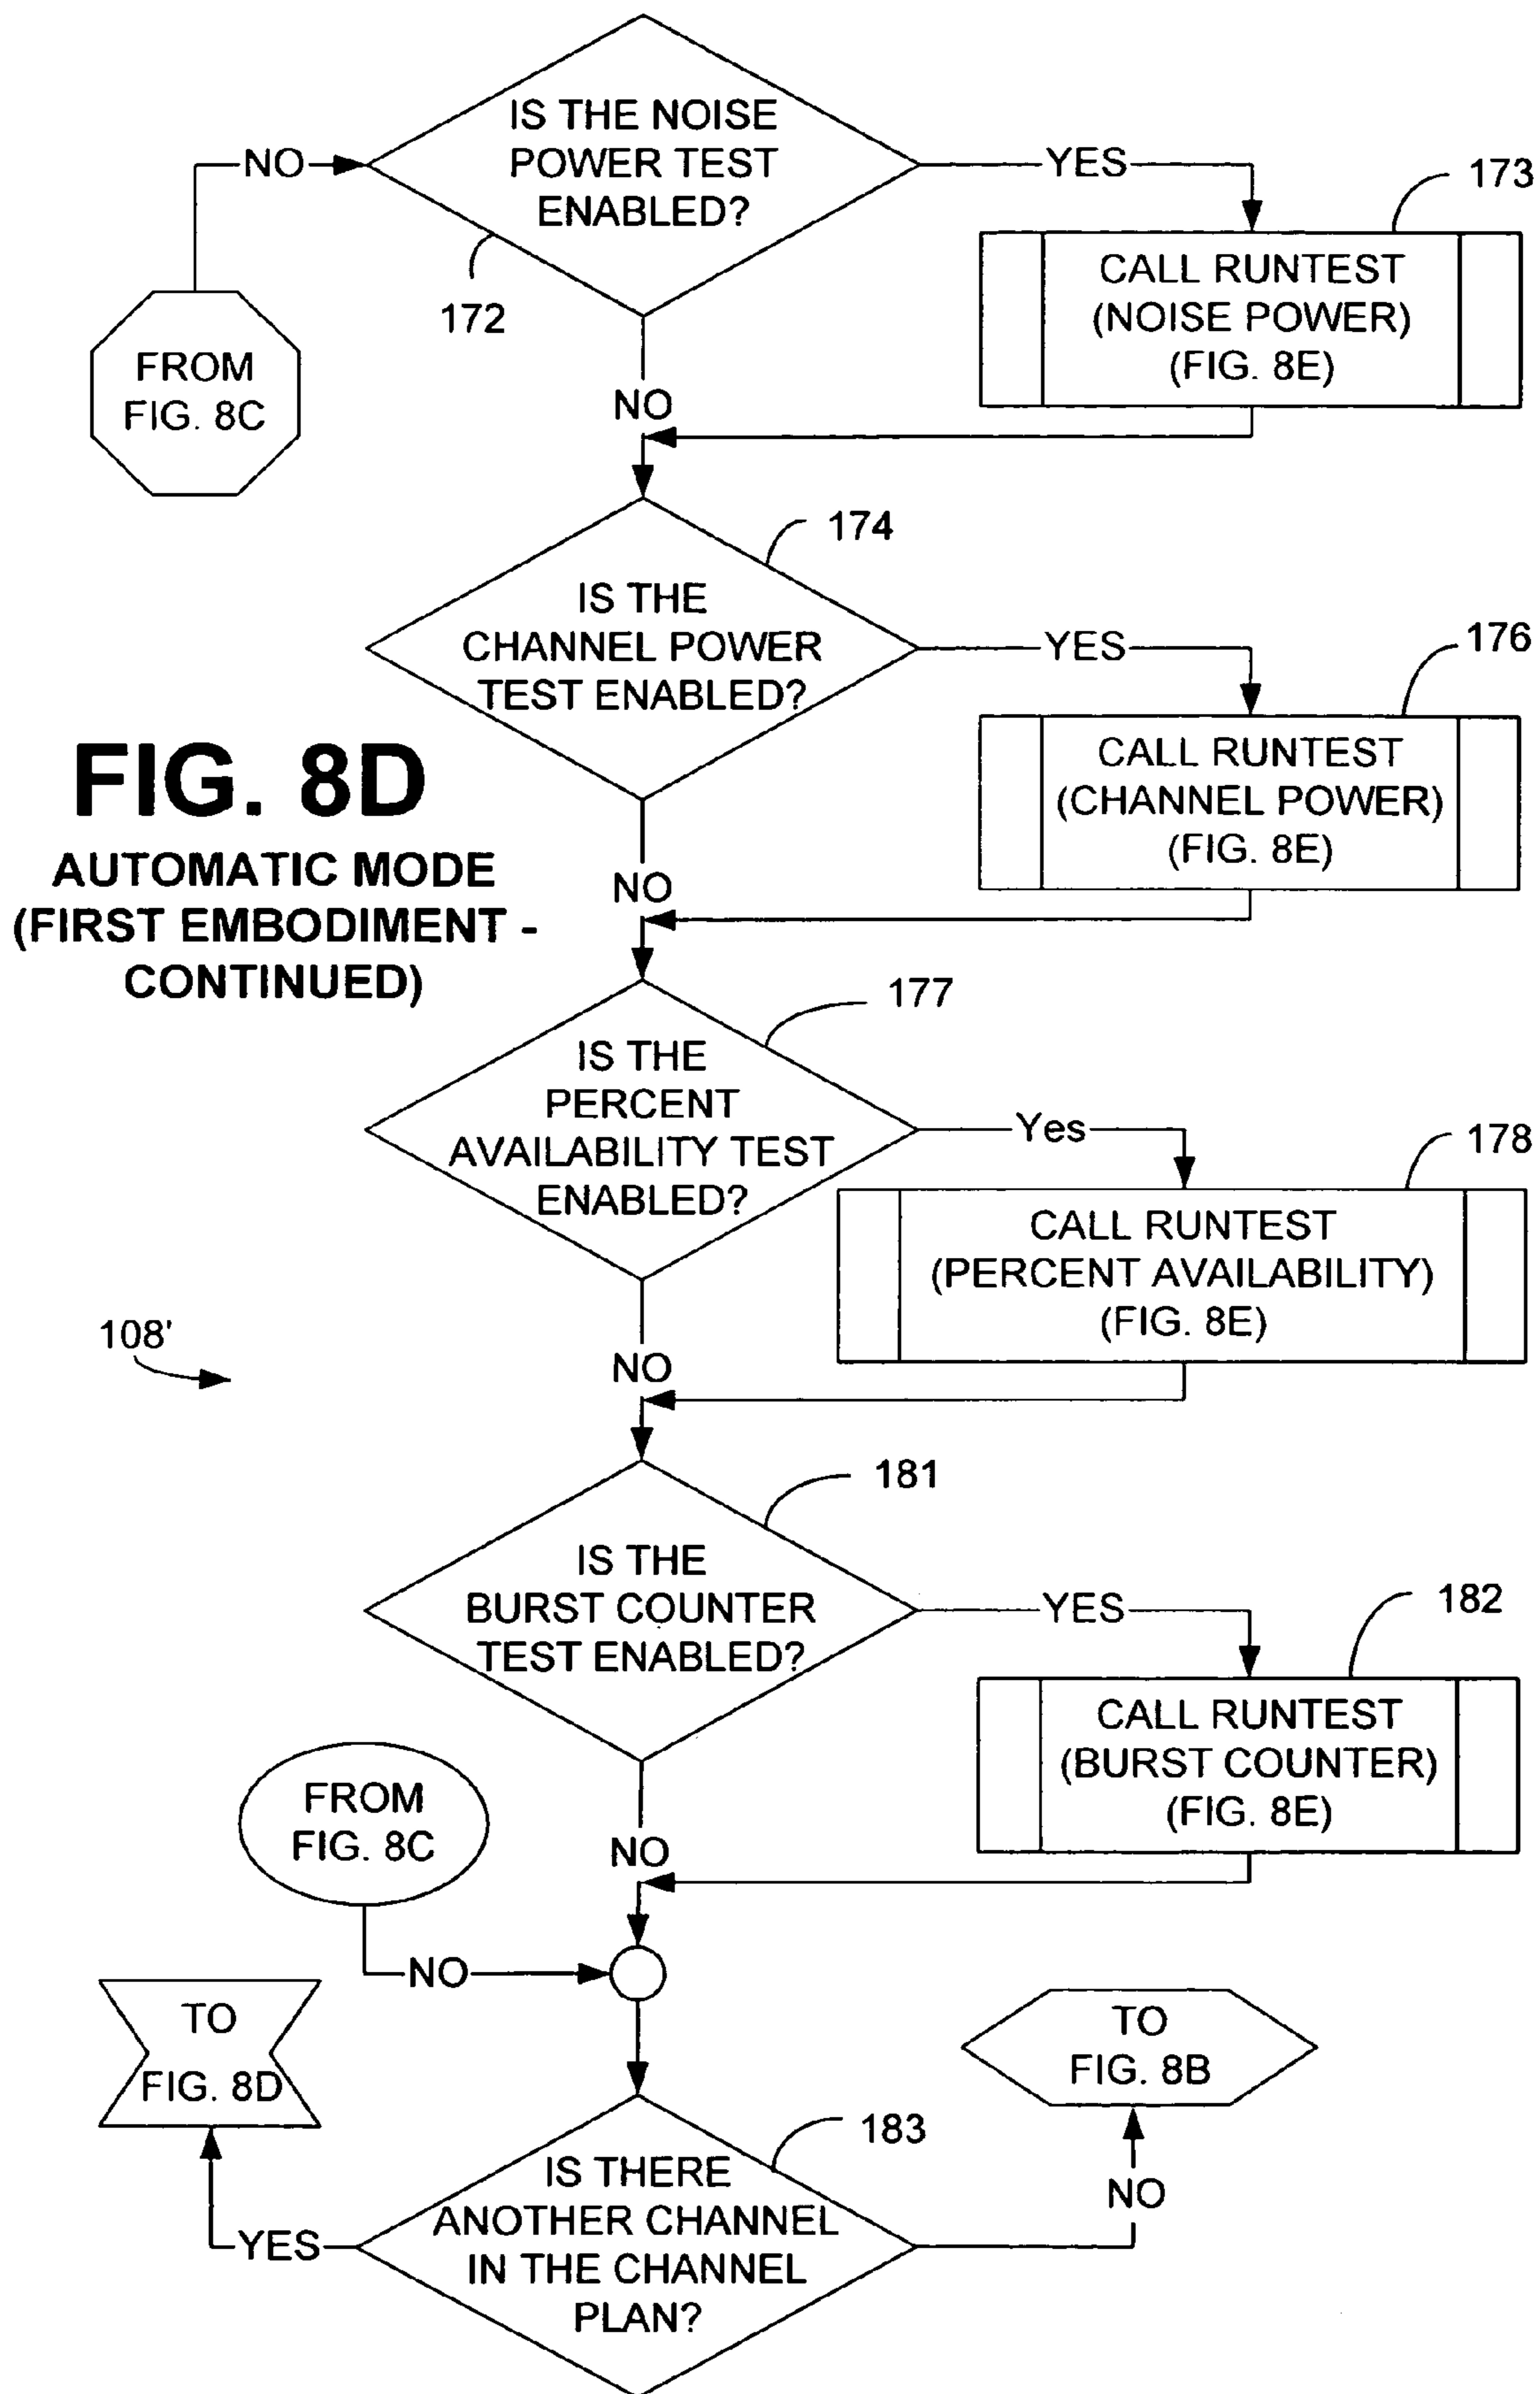 IS THE NOISE
POWER TEST
ENABLED?
NO
YES
173
172
CALL RUNTEST
(NOISE POWER)
(FIG. 8E)
FROM
FIG. 8C
NO
174
IS THE
CHANNEL POWER
TEST ENABLED?
YES
176
CALL RUNTEST
(CHANNEL POWER)
(FIG. 8E)
FIG. 8D
AUTOMATIC MODE
(FIRST EMBODIMENT -
CONTINUED)
NO
177
IS THE
PERCENT
AVAILABILITY TEST
ENABLED?
Yes
178
CALL RUNTEST
(PERCENT AVAILABILITY)
(FIG. 8E)
108'
NO
181
IS THE
BURST COUNTER
TEST ENABLED?
YES
182
CALL RUNTEST
(BURST COUNTER)
(FIG. 8E)
FROM
FIG. 8C
NO
NO
TO
FIG. 8D
TO
FIG. 8B
183
IS THERE
ANOTHER CHANNEL
IN THE CHANNEL
PLAN?
YES
NO